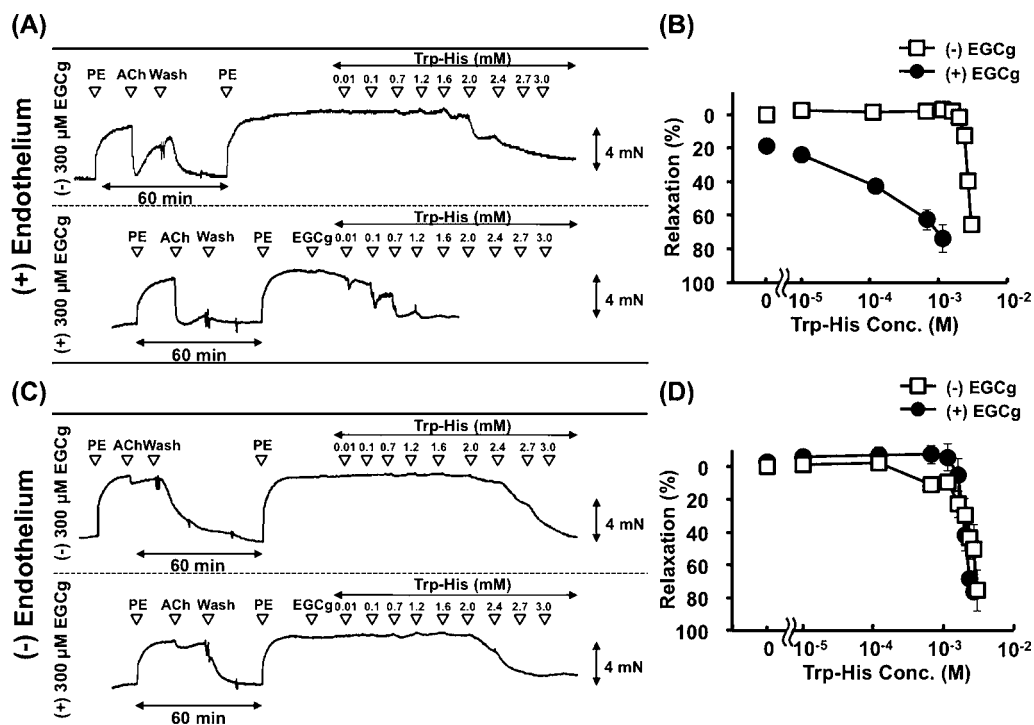 (A)
(+) Endothelium
(-) 300 µM EGCg
PE ACh Wash PE
Trp-His (mM)
0.01 0.1 0.7 1.2 1.6 2.0 2.4 2.7 3.0
4 mN
60 min
(+) 300 µM EGCg
Trp-His (mM)
PE ACh Wash PE EGCg 0.01 0.1 0.7 1.2 1.6 2.0 2.4 2.7 3.0
4 mN
60 min
(B)
(-) EGCg
(+) EGCg
Relaxation (%)
0
20
40
60
80
100
0 10-5 10-4 10-3 10-2
Trp-His Conc. (M)
(C)
(-) Endothelium
(-) 300 µM EGCg
Trp-His (mM)
PE AChWash PE 0.01 0.1 0.7 1.2 1.6 2.0 2.7 3.0
4 mN
60 min
(+) 300 µM EGCg
Trp-His (mM)
PE ACh Wash PE EGCg 0.01 0.1 0.7 1.2 1.6 2.0 2.4 2.7 3.0
4 mN
60 min
(D)
(-) EGCg
(+) EGCg
Relaxation (%)
0
20
40
60
80
100
0 10-5 10-4 10-3 10-2
Trp-His Conc. (M)